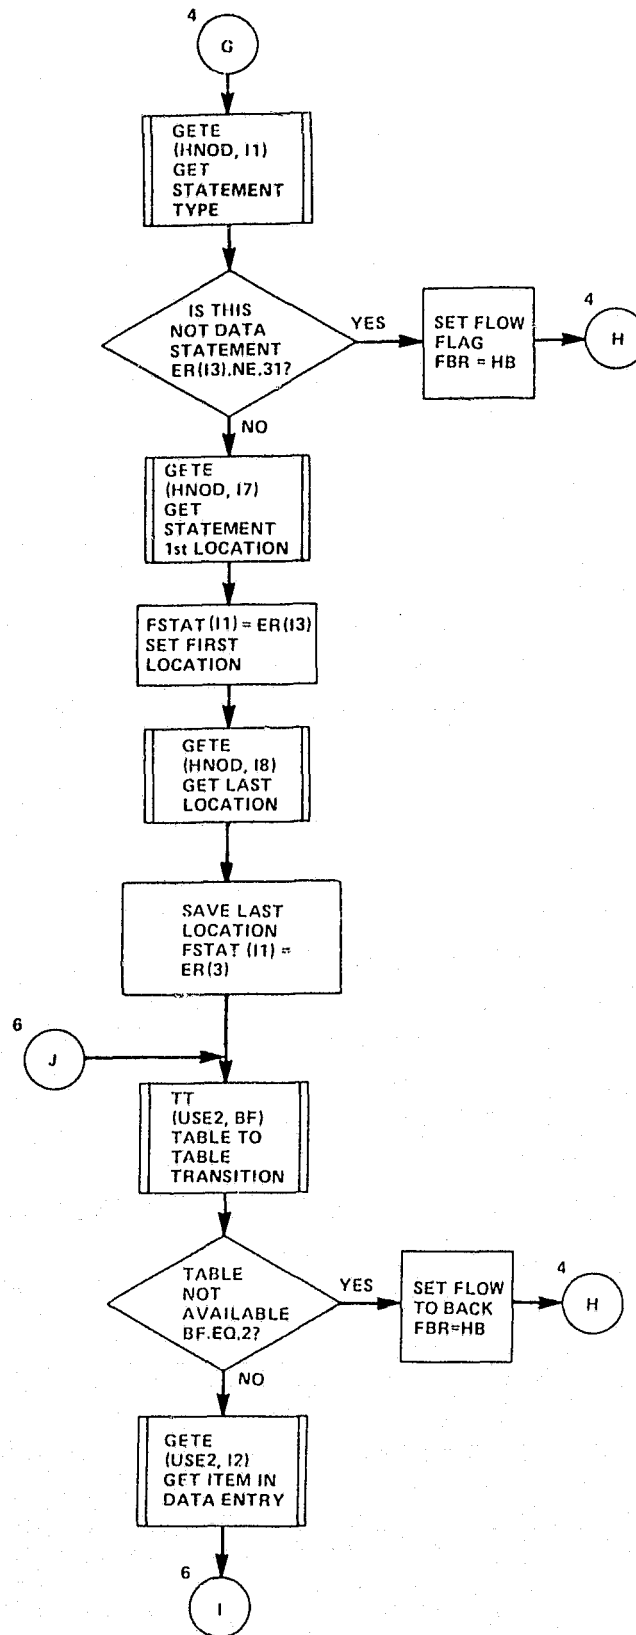 4
G
GETE
(HNOD, I1)
GET
STATEMENT
TYPE
IS THIS
NOT DATA
STATEMENT
ER(I3).NE.31?
YES
SET FLOW
FLAG
FBR = HB
4
H
NO
GETE
(HNOD, I7)
GET
STATEMENT
1st LOCATION
FSTAT (I1) = ER(I3)
SET FIRST
LOCATION
GETE
(HNOD, I8)
GET LAST
LOCATION
SAVE LAST
LOCATION
FSTAT (I1) =
ER(3)
6
J
TT
(USE2, BF)
TABLE TO
TABLE
TRANSITION
TABLE
NOT
AVAILABLE
BF.EQ.2?
YES
SET FLOW
TO BACK
FBR=HB
4
H
NO
GETE
(USE2, I2)
GET ITEM IN
DATA ENTRY
6
I